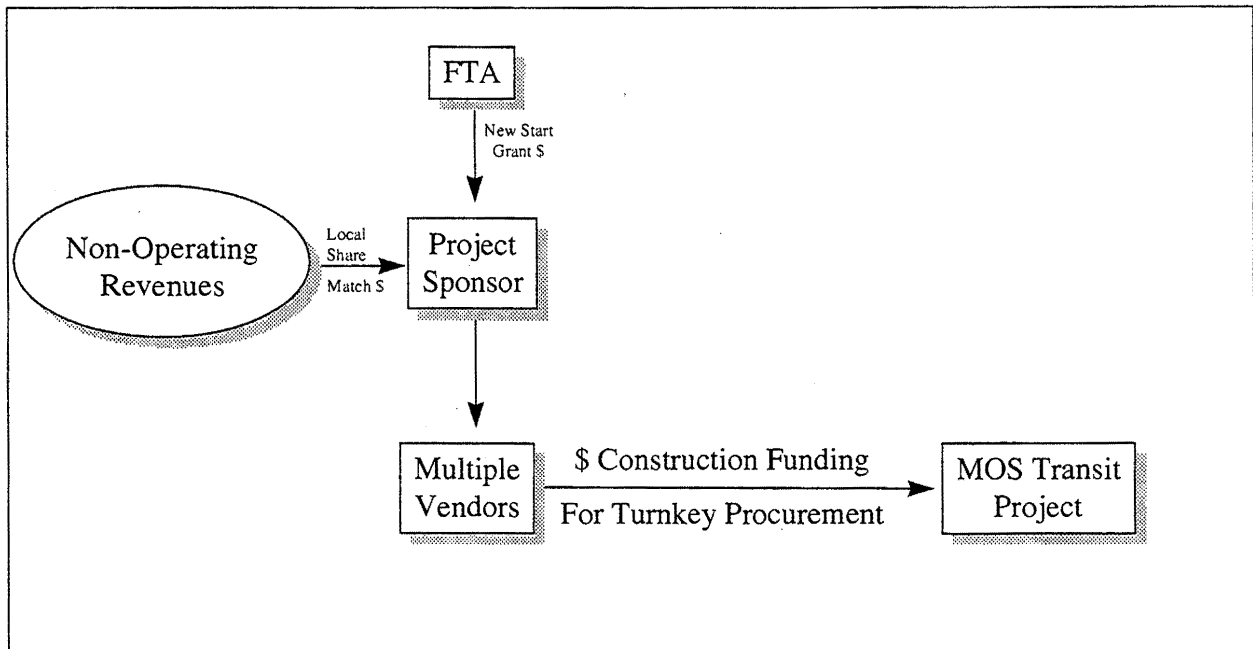 FTA
New Start
Grant $
Non-Operating
Revenues
Local
Share
Match $
Project
Sponsor
Multiple
Vendors
$ Construction Funding
For Turnkey Procurement
MOS Transit
Project